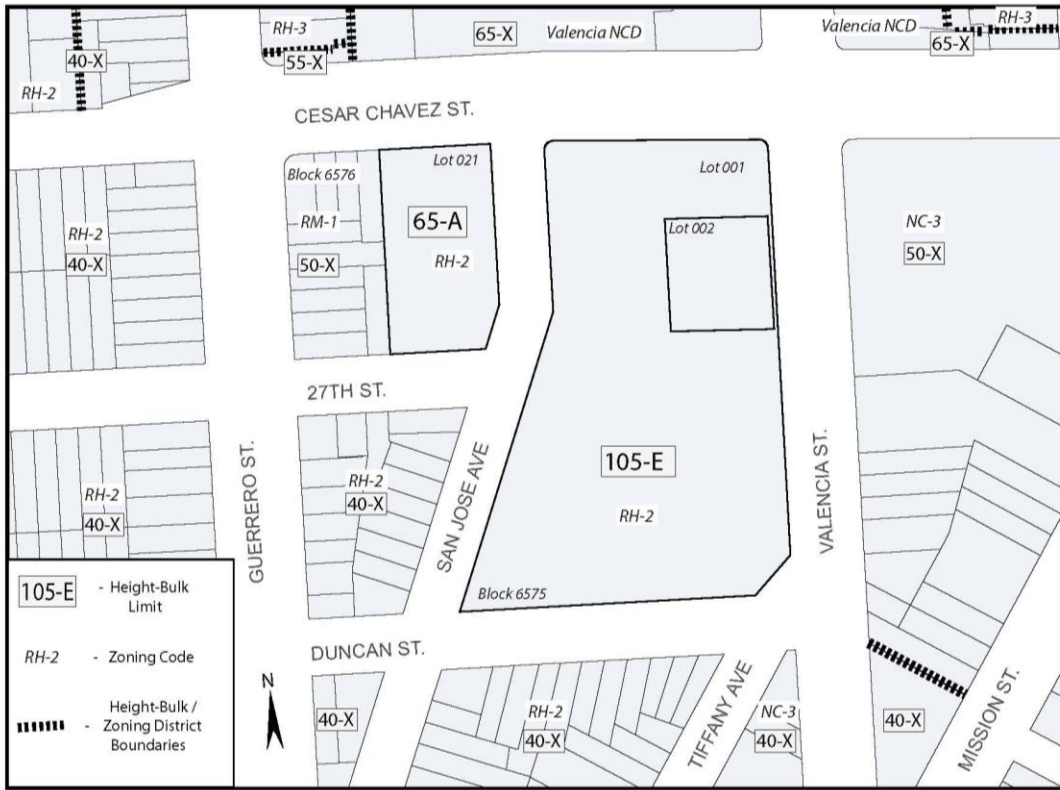 RH-3
65-X
Valencia NCD
Valencia NCD
RH-3
40-X
55-X
65-X
RH-2
CESAR CHAVEZ ST.
Lot 021
Block 6576
Lot 001
RM-1
65-A
Lot 002
NC-3
RH-2
40-X
50-X
RH-2
50-X
27TH ST.
RH-2
40-X
105-E
RH-2
40-X
RH-2
GUERRERO ST.
SAN JOSE AVE
VALENCIA ST.
Block 6575
DUNCAN ST.
105-E
- Height-Bulk
Limit
RH-2
- Zoning Code
- Height-Bulk /
Zoning District
Boundaries
N
40-X
RH-2
40-X
TIFFANY AVE
NC-3
40-X
40-X
MISSION ST.